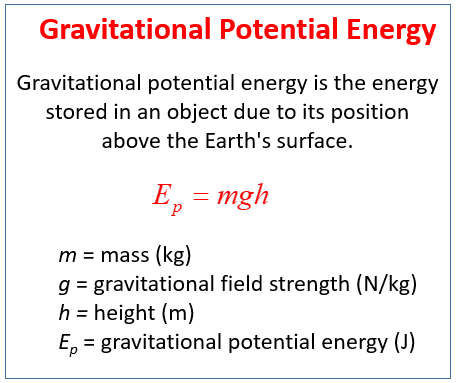 Gravitational Potential Energy
Gravitational potential energy is the energy
stored in an object due to its position
above the Earth's surface.
E_p = mgh
m = mass (kg)
g = gravitational field strength (N/kg)
h = height (m)
E_p = gravitational potential energy (J)